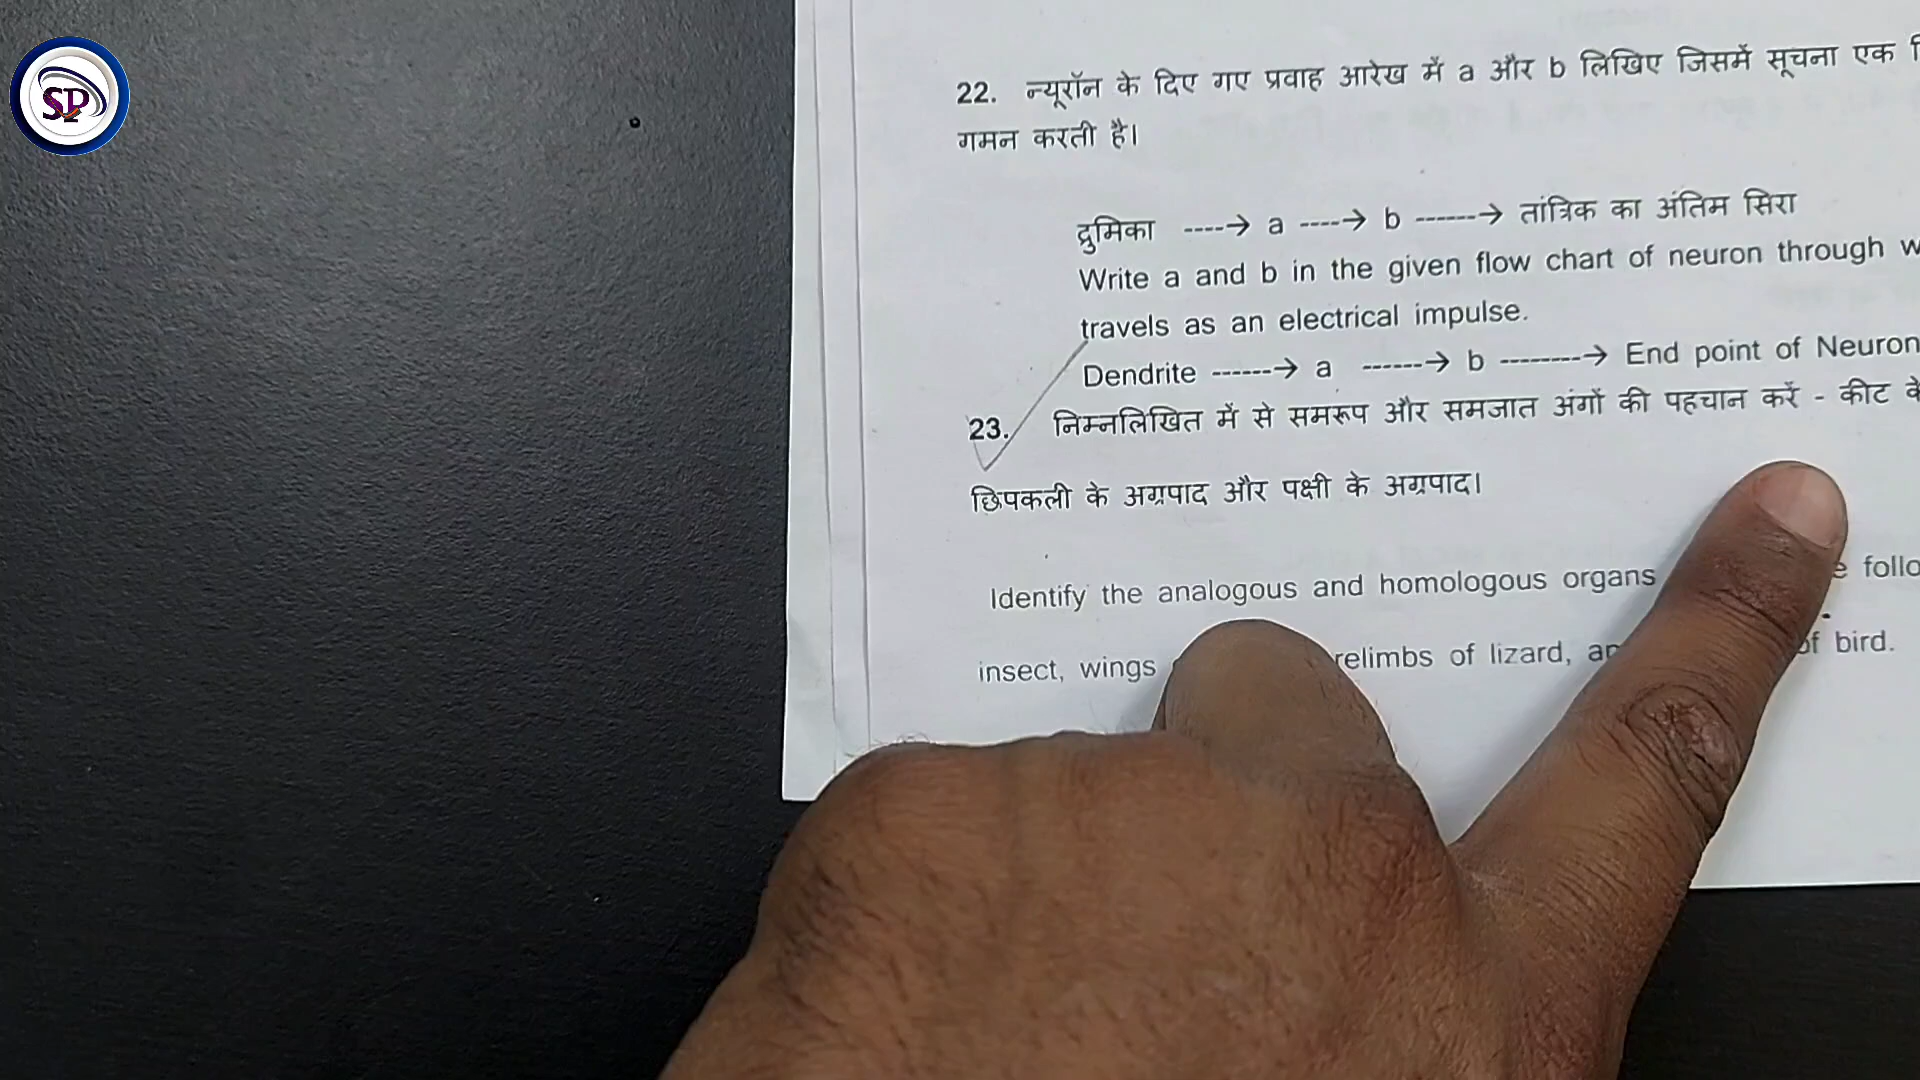 SP
22. न्यूरॉन के दिए गए प्रवाह आरेख में a और b लिखिए जिसमें सूचना एक
गमन करती है।
द्रुमिका ----→ a ----→ b ------→ तांत्रिक का अंतिम सिरा
Write a and b in the given flow chart of neuron through
travels as an electrical impulse.
Dendrite ------→ a ------→ b --------→ End point of Neuron
23. निम्नलिखित में से समरूप और समजात अंगों की पहचान करें - कीट
छिपकली के अग्रपाद और पक्षी के अग्रपाद।
Identify the analogous and homologous organs
insect, wings of lizard, of bird.